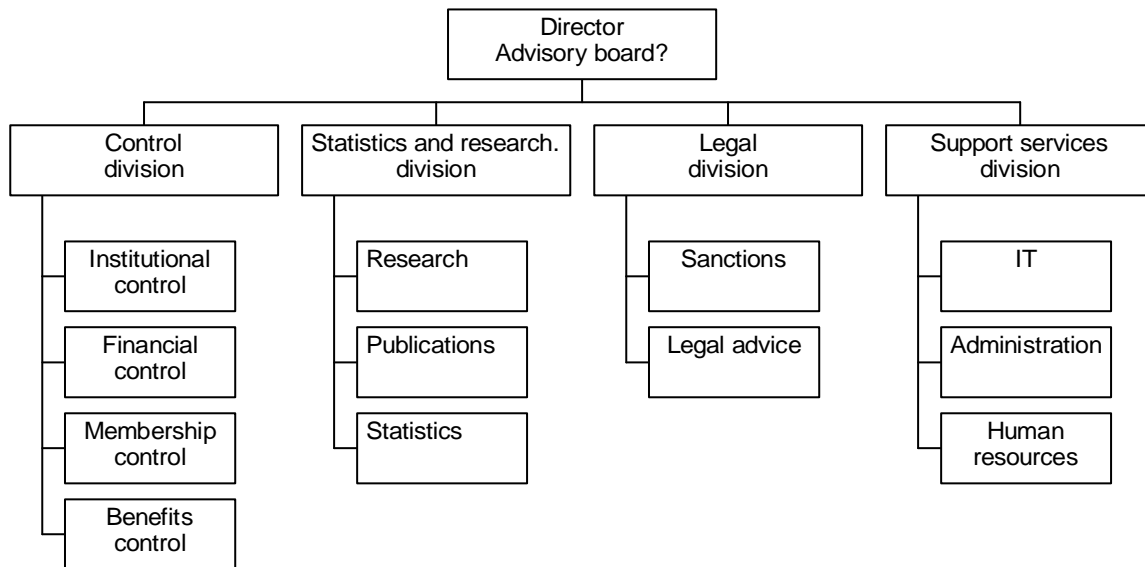 Director
Advisory board?
Control
division
Statistics and research.
division
Legal
division
Support services
division
Institutional
control
Financial
control
Membership
control
Benefits
control
Research
Publications
Statistics
Sanctions
Legal advice
IT
Administration
Human
resources